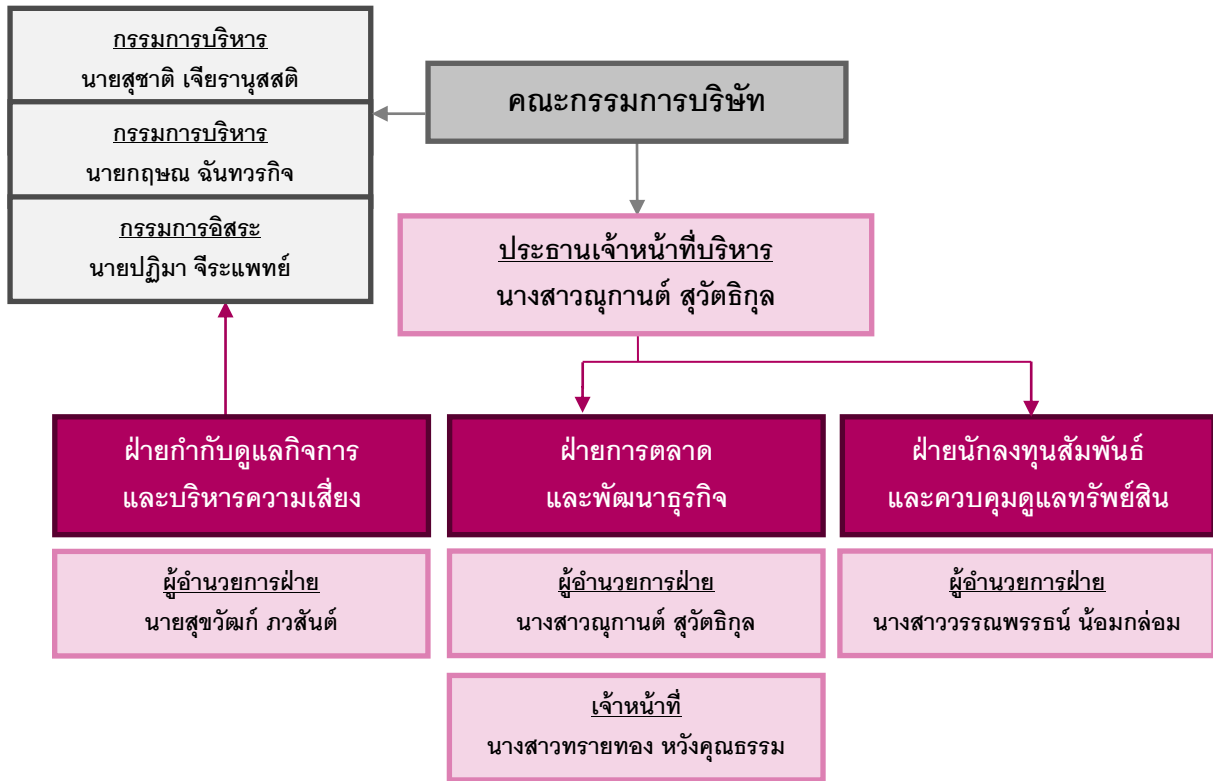 กรรมการบริหาร
นายสุชาติ เจียรานุสสติ
กรรมการบริหาร
นายกฤษณ ฉันทวรกิจ
กรรมการอิสระ
นายปฏิมา จีระแพทย์
คณะกรรมการบริษัท
ประธานเจ้าหน้าที่บริหาร
นางสาวณุกานต์ สุวัตธิกุล
ฝ่ายกำกับดูแลกิจการ
และบริหารความเสี่ยง
ผู้อำนวยการฝ่าย
นายสุขวัฒก์ ภวสันต์
ฝ่ายการตลาด
และพัฒนาธุรกิจ
ผู้อำนวยการฝ่าย
นางสาวณุกานต์ สุวัตธิกุล
เจ้าหน้าที่
นางสาวทรายทอง หวังคุณธรรม
ฝ่ายนักลงทุนสัมพันธ์
และควบคุมดูแลทรัพย์สิน
ผู้อำนวยการฝ่าย
นางสาววรรณพรรธน์ น้อมกล่อม